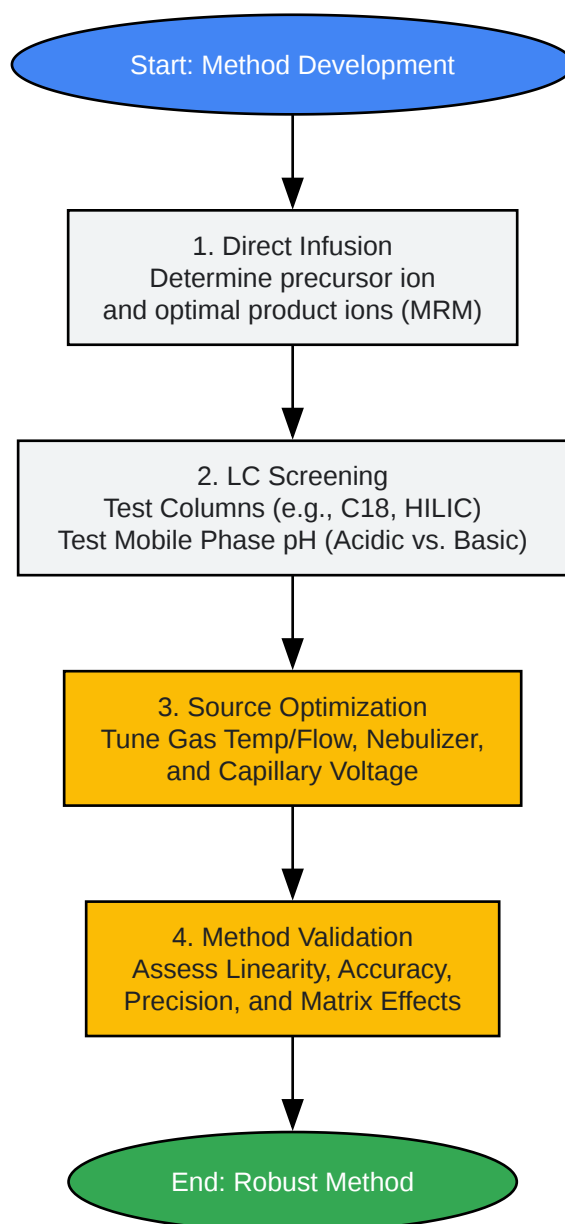 Start: Method Development
1. Direct Infusion
Determine precursor ion
and optimal product ions (MRM)
2. LC Screening
Test Columns (e.g., C18, HILIC)
Test Mobile Phase pH (Acidic vs. Basic)
3. Source Optimization
Tune Gas Temp/Flow, Nebulizer,
and Capillary Voltage
4. Method Validation
Assess Linearity, Accuracy,
Precision, and Matrix Effects
End: Robust Method